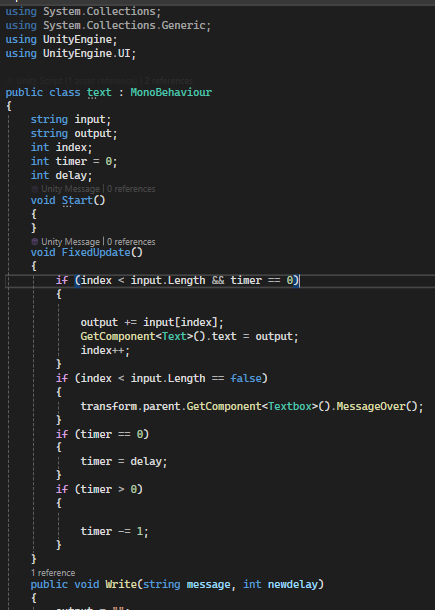 using System.Collections;
using System.Collections.Generic;
using UnityEngine;
using UnityEngine.UI;
2 references
public class text : MonoBehaviour
{
string input;
string output;
int index;
int timer = 0;
int delay;
Unity Message | 0 references
void Start()
{
}
Unity Message | 0 references
void FixedUpdate()
{
if (index < input.Length && timer == 0)
{
output += input[index];
GetComponent<Text>().text = output;
index++;
}
if (index < input.Length == false)
{
transform.parent.GetComponent<Textbox>().MessageOver();
}
if (timer == 0)
{
timer = delay;
}
if (timer > 0)
{
timer -= 1;
}
}
1 reference
public void Write(string message, int newdelay)
{
output = "";